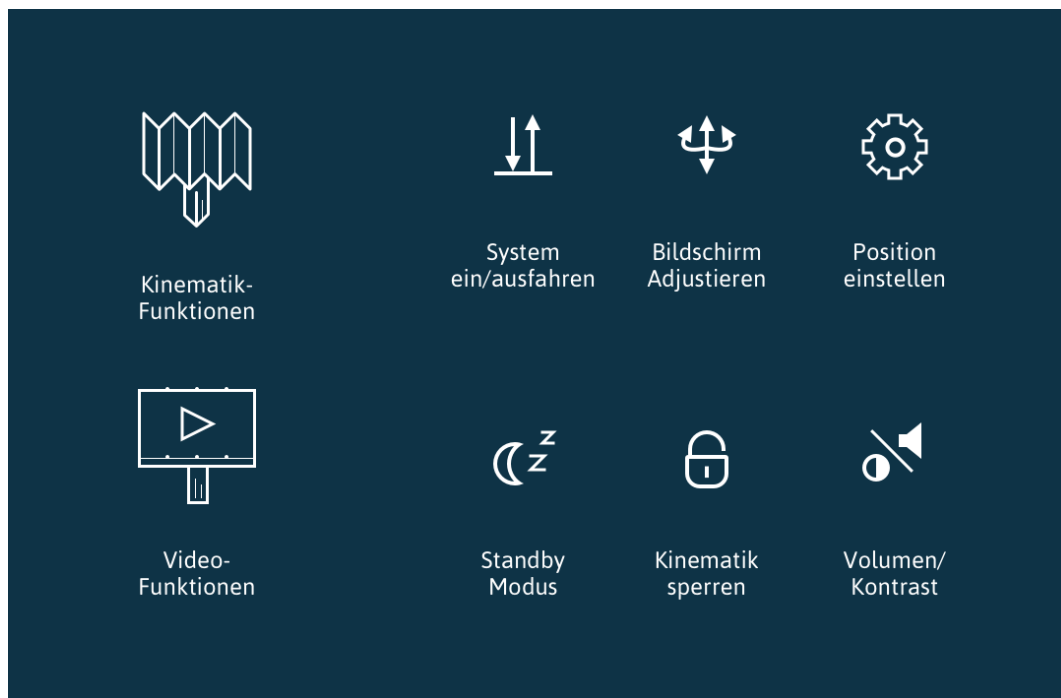 Kinematik-
Funktionen
System
ein/ausfahren
Bildschirm
Adjustieren
Position
einstellen
Video-
Funktionen
Standby
Modus
Kinematik
sperren
Volumen/
Kontrast